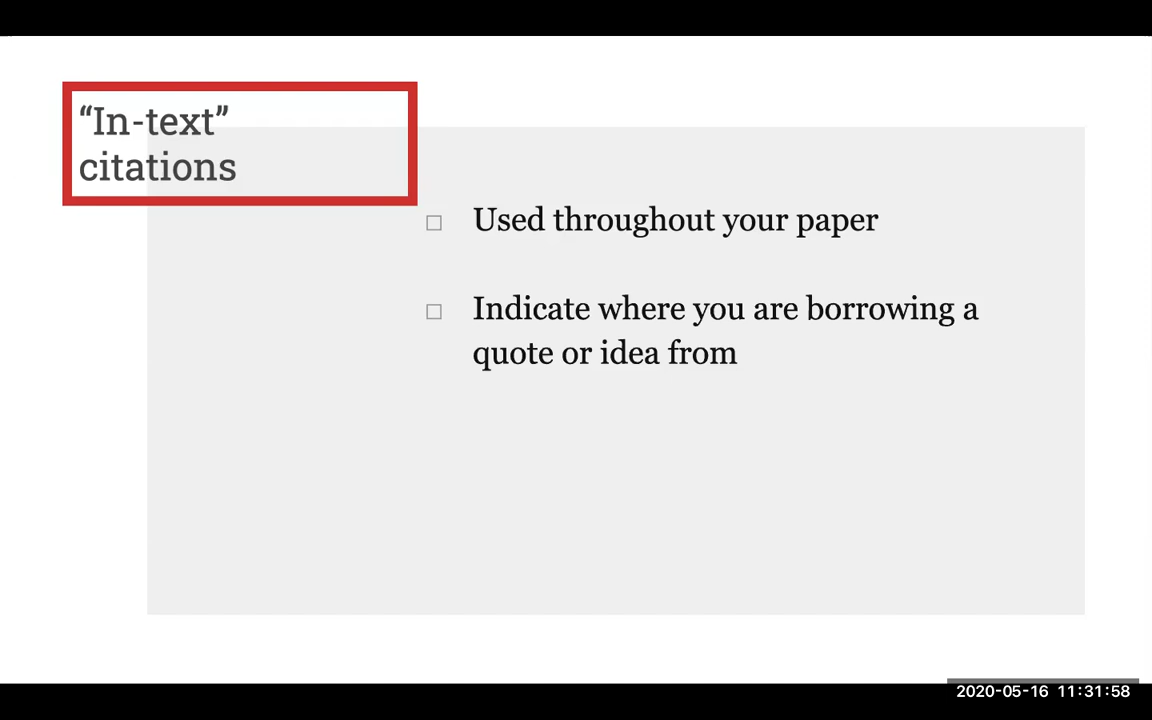 “In-text”
citations
Used throughout your paper
Indicate where you are borrowing a
quote or idea from
2020-05-16 11:31:58